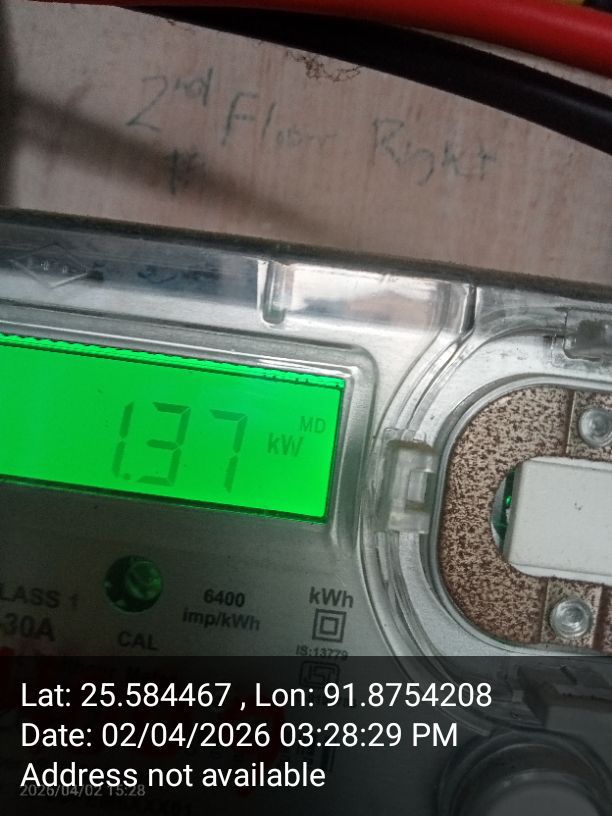 2nd Floor Right
1.37
MD
kW
CLASS 1
-30A
CAL
6400
imp/kWh
kWh
IS:13779
Lat: 25.584467 , Lon: 91.8754208
Date: 02/04/2026 03:28:29 PM
Address not available
2026/04/02 15:28